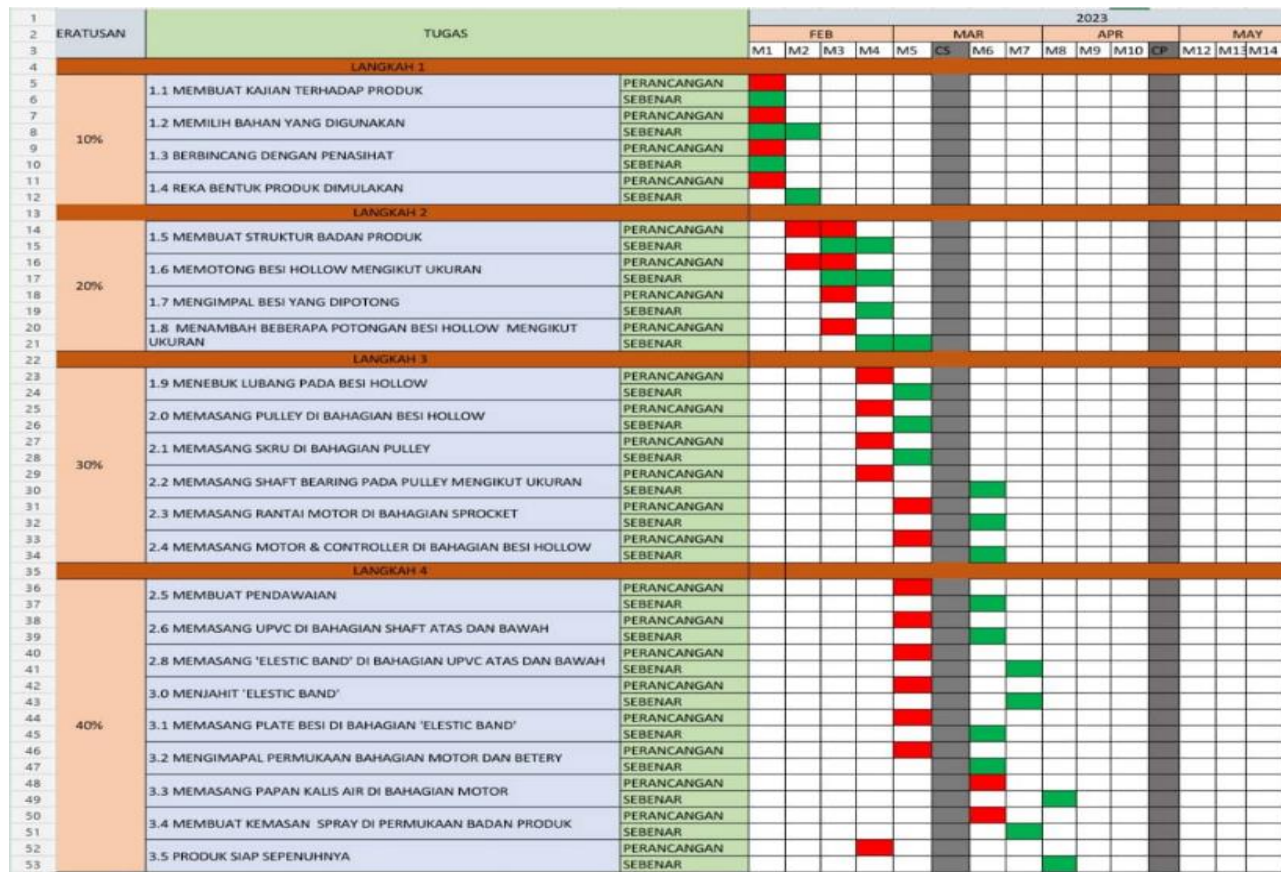 1 2023
2 ERATUSAN TUGAS FEB MAR APR MAY
3 M1 M2 M3 M4 M5 CS M6 M7 M8 M9 M10 CP M12 M13 M14
4 LANGKAH 1
5 1.1 MEMBUAT KAJIAN TERHADAP PRODUK PERANCANGAN
6 SEBENAR
7 1.2 MEMILIH BAHAN YANG DIGUNAKAN PERANCANGAN
8 10% SEBENAR
9 1.3 BERBINCANG DENGAN PENASIHAT PERANCANGAN
10 SEBENAR
11 1.4 REKA BENTUK PRODUK DIMULAKAN PERANCANGAN
12 SEBENAR
13 LANGKAH 2
14 1.5 MEMBUAT STRUKTUR BADAN PRODUK PERANCANGAN
15 SEBENAR
16 1.6 MEMOTONG BESI HOLLOW MENGIKUT UKURAN PERANCANGAN
17 20% SEBENAR
18 1.7 MENGIMPAL BESI YANG DIPOTONG PERANCANGAN
19 SEBENAR
20 1.8 MENAMBAH BEBERAPA POTONGAN BESI HOLLOW MENGIKUT PERANCANGAN
21 UKURAN SEBENAR
22 LANGKAH 3
23 1.9 MENEBUK LUBANG PADA BESI HOLLOW PERANCANGAN
24 SEBENAR
25 2.0 MEMASANG PULLEY DI BAHAGIAN BESI HOLLOW PERANCANGAN
26 SEBENAR
27 2.1 MEMASANG SKRU DI BAHAGIAN PULLEY PERANCANGAN
28 30% SEBENAR
29 2.2 MEMASANG SHAFT BEARING PADA PULLEY MENGIKUT UKURAN PERANCANGAN
30 SEBENAR
31 2.3 MEMASANG RANTAI MOTOR DI BAHAGIAN SPROCKET PERANCANGAN
32 SEBENAR
33 2.4 MEMASANG MOTOR & CONTROLLER DI BAHAGIAN BESI HOLLOW PERANCANGAN
34 SEBENAR
35 LANGKAH 4
36 2.5 MEMBUAT PENDAWAIAN PERANCANGAN
37 SEBENAR
38 2.6 MEMASANG UPVC DI BAHAGIAN SHAFT ATAS DAN BAWAH PERANCANGAN
39 SEBENAR
40 2.8 MEMASANG 'ELESTIC BAND' DI BAHAGIAN UPVC ATAS DAN BAWAH PERANCANGAN
41 SEBENAR
42 3.0 MENJAHIT 'ELESTIC BAND' PERANCANGAN
43 SEBENAR
44 40% 3.1 MEMASANG PLATE BESI DI BAHAGIAN 'ELESTIC BAND' PERANCANGAN
45 SEBENAR
46 3.2 MENGIMAPAL PERMUKAAN BAHAGIAN MOTOR DAN BETERY PERANCANGAN
47 SEBENAR
48 3.3 MEMASANG PAPAN KALIS AIR DI BAHAGIAN MOTOR PERANCANGAN
49 SEBENAR
50 3.4 MEMBUAT KEMASAN SPRAY DI PERMUKAAN BADAN PRODUK PERANCANGAN
51 SEBENAR
52 3.5 PRODUK SIAP SEPENUHNYA PERANCANGAN
53 SEBENAR